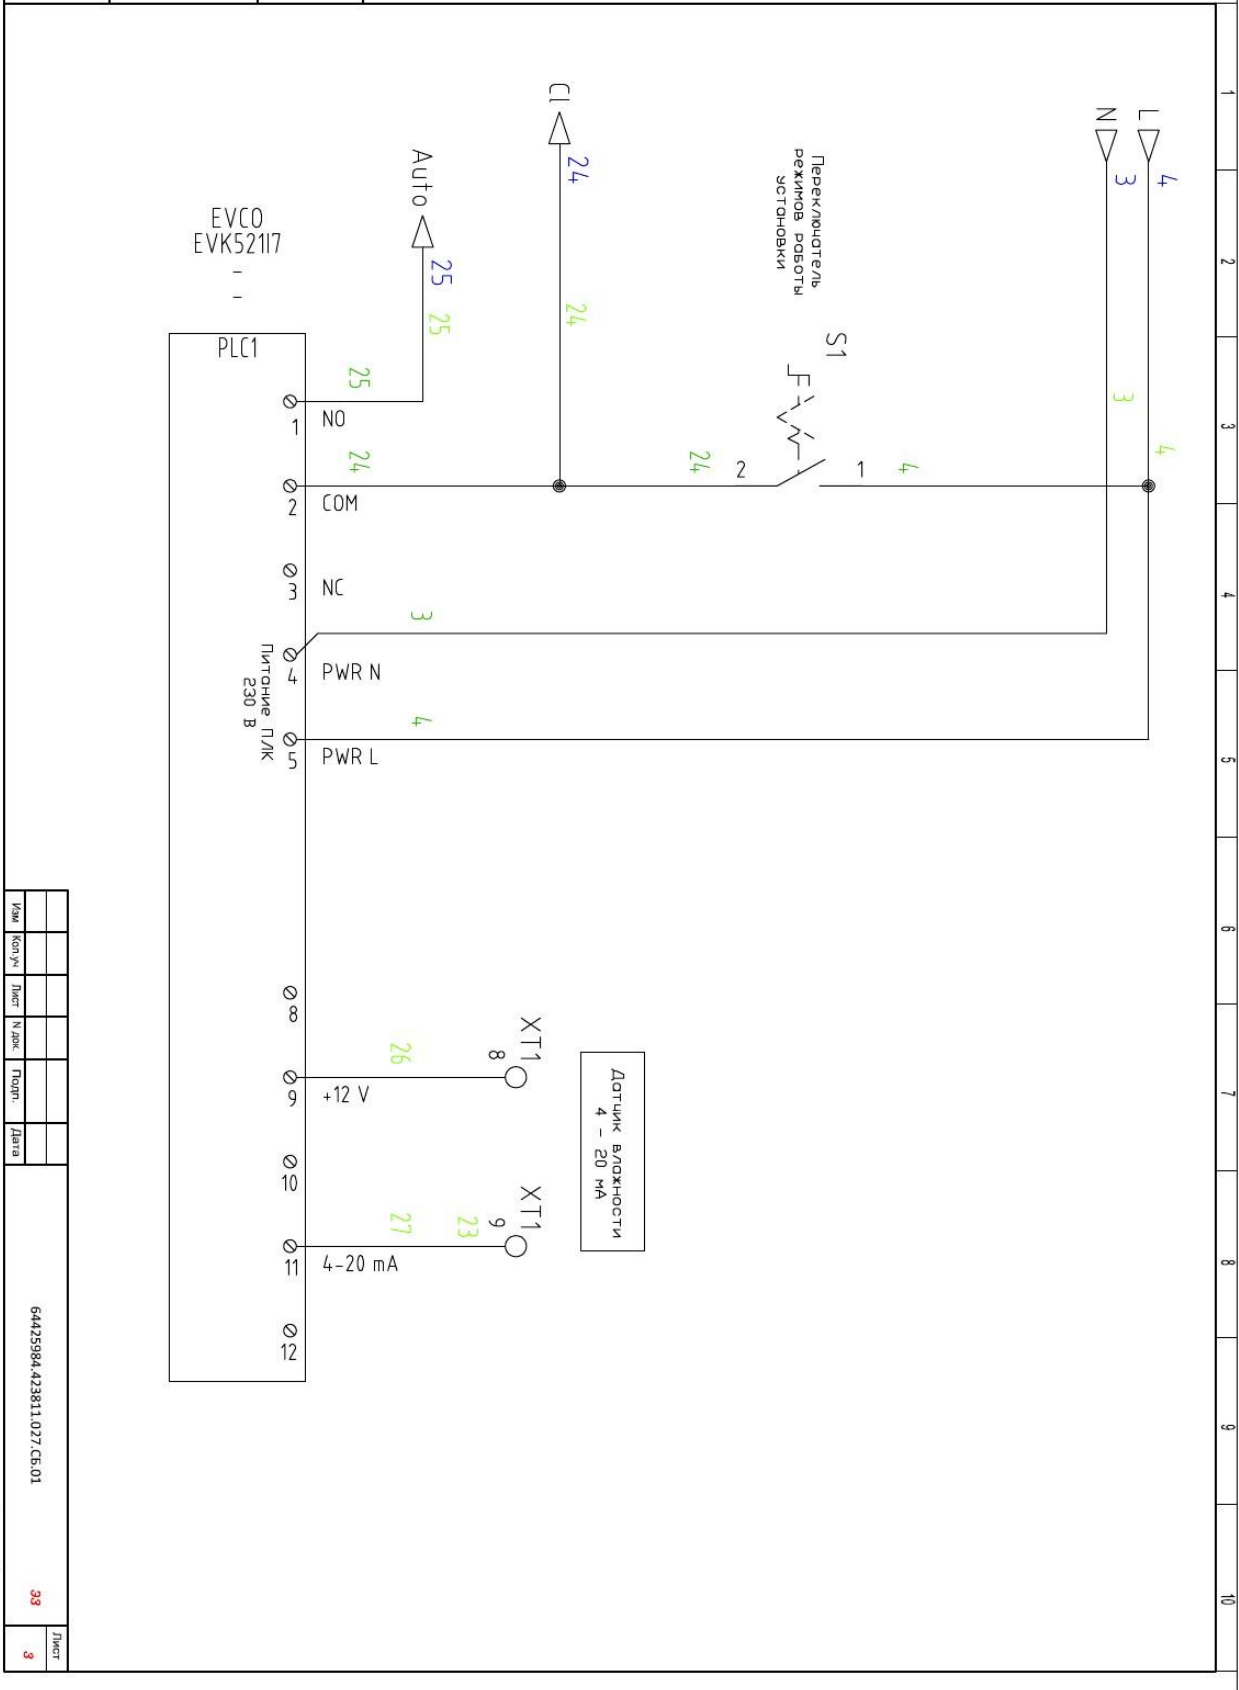 1
2
3
4
5
6
7
8
9
10
L
4
N
3
4
3
Переключатель
режимов работы
установки
S1
1
2
4
24
Cl
24
24
Auto
25
25
EVCO
EVK521I7
-
-
PLC1
25
1
NO
24
2
COM
3
NC
3
4
PWR N
4
5
PWR L
Питание ПЛК
230 В
8
26
9
+12 V
XT1
8
10
27
23
11
4-20 mA
XT1
9
12
Датчик влажности
4 - 20 мА
Изм Кол.уч Лист N док. Подп. Дата
64425984.423811.027.СБ.01
ЭЗ
Лист
3